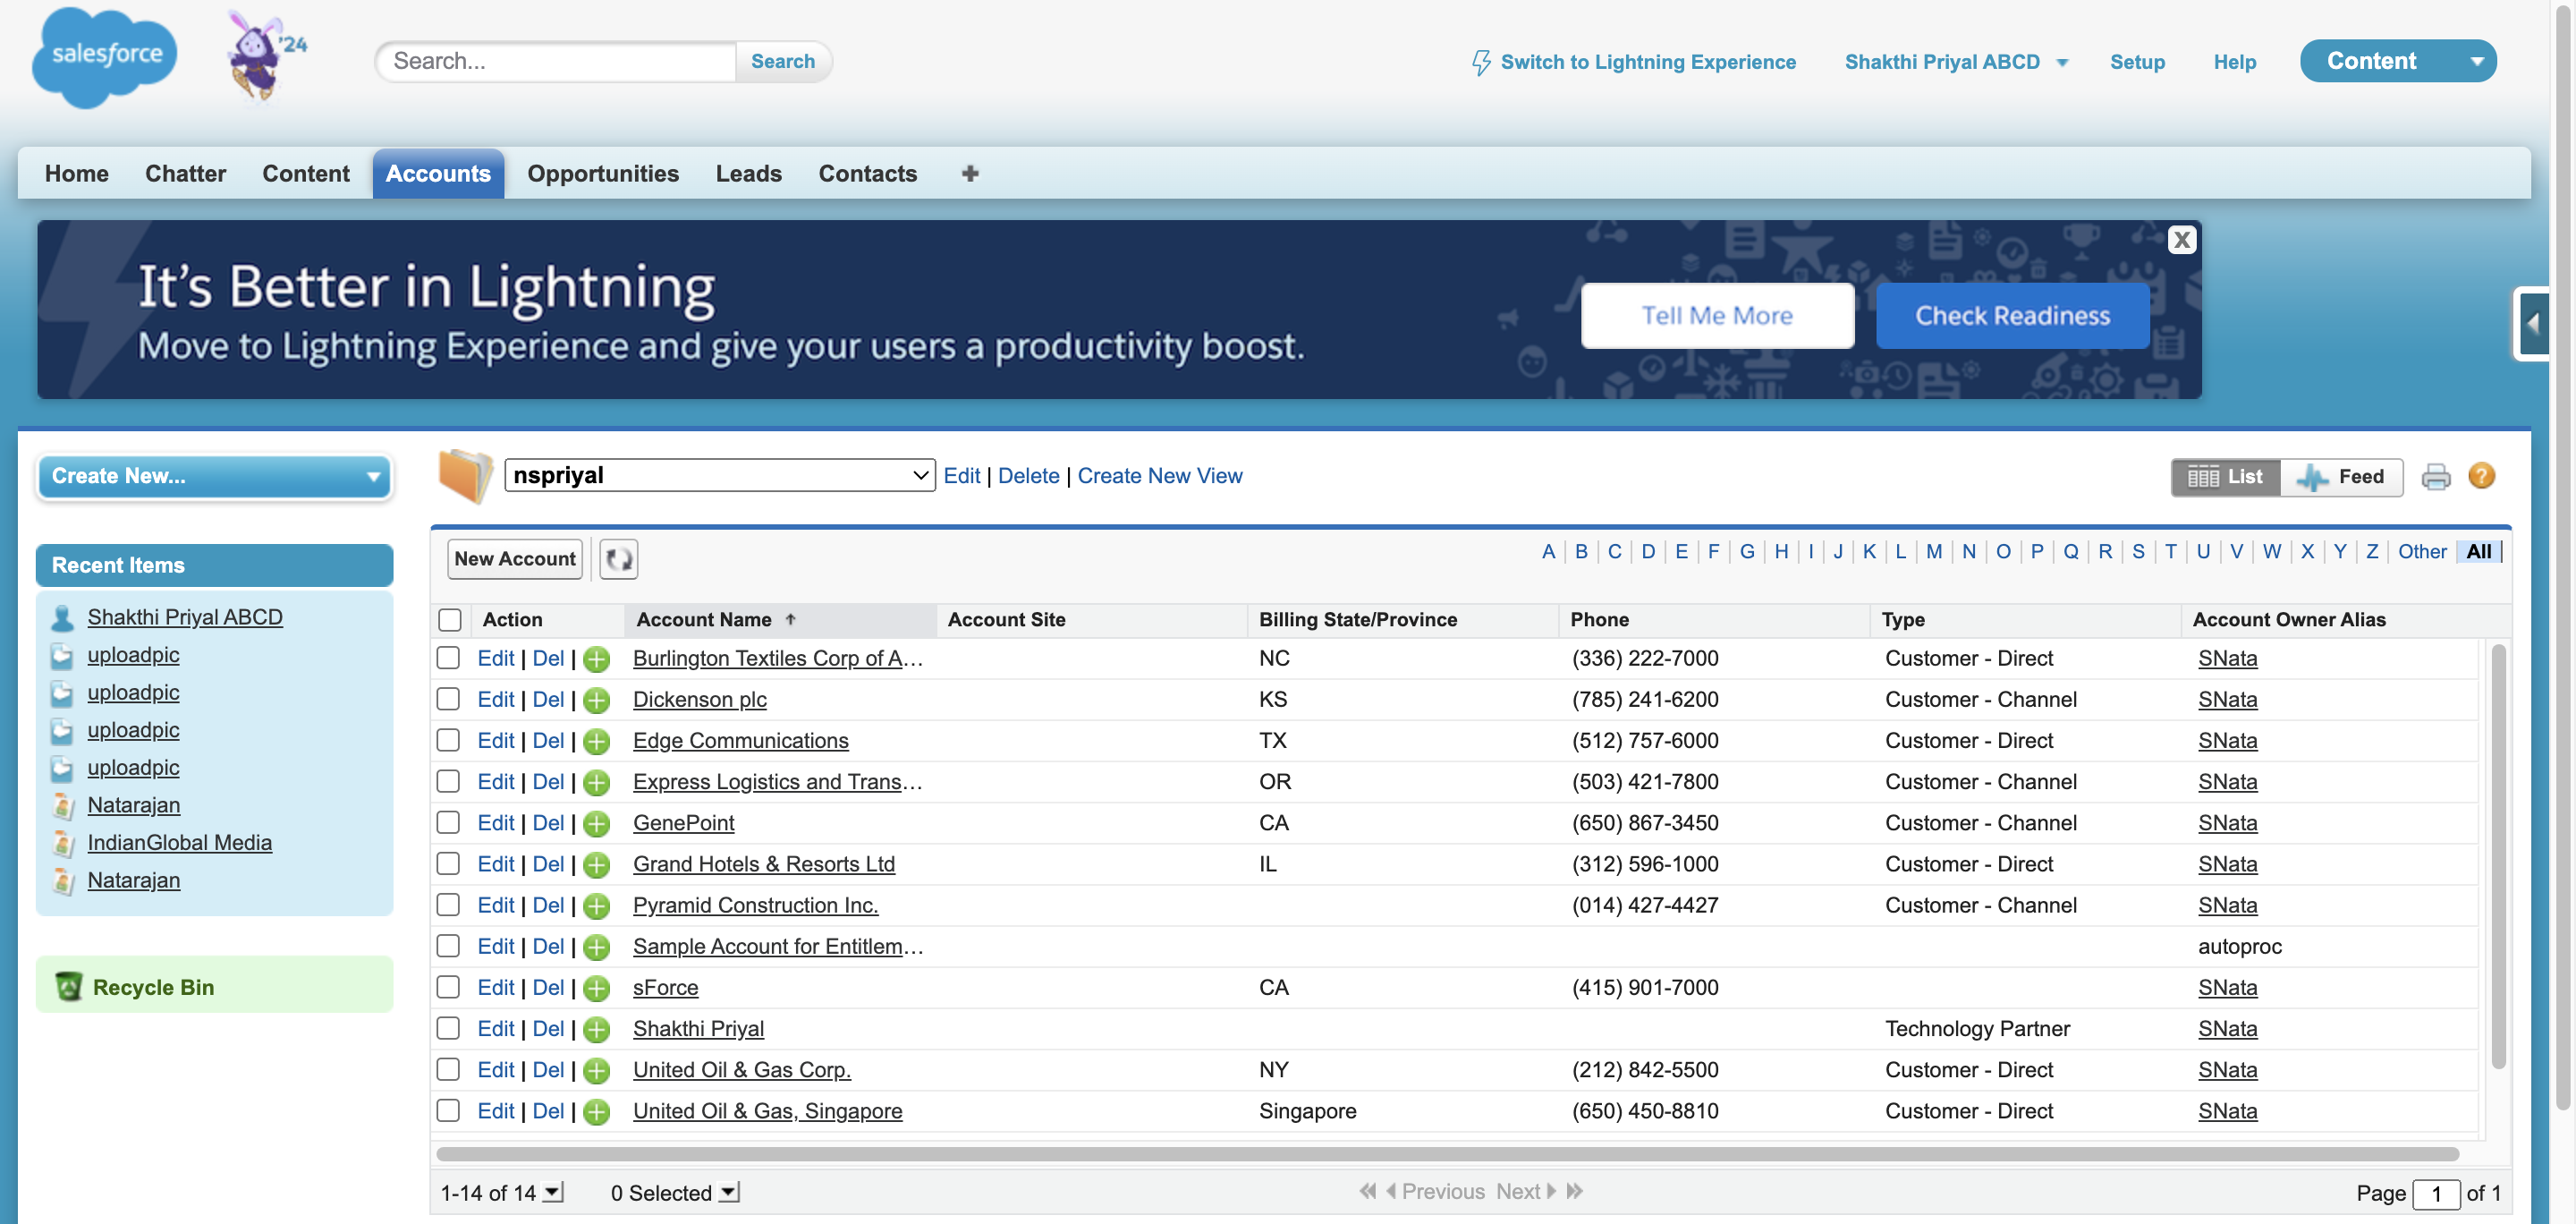 salesforce
'24
Search...
Search
Switch to Lightning Experience
Shakthi Priyal ABCD
Setup
Help
Content
Home
Chatter
Content
Accounts
Opportunities
Leads
Contacts
It's Better in Lightning
Move to Lightning Experience and give your users a productivity boost.
Tell Me More
Check Readiness
X
Create New...
Recent Items
Shakthi Priyal ABCD
uploadpic
uploadpic
uploadpic
uploadpic
Natarajan
IndianGlobal Media
Natarajan
Recycle Bin
nspriyal
Edit | Delete | Create New View
List
Feed
?
New Account
A | B | C | D | E | F | G | H | I | J | K | L | M | N | O | P | Q | R | S | T | U | V | W | X | Y | Z | Other | All
Action Account Name Account Site Billing State/Province Phone Type Account Owner Alias
Edit | Del | Burlington Textiles Corp of A... NC (336) 222-7000 Customer - Direct SNata
Edit | Del | Dickenson plc KS (785) 241-6200 Customer - Channel SNata
Edit | Del | Edge Communications TX (512) 757-6000 Customer - Direct SNata
Edit | Del | Express Logistics and Trans... OR (503) 421-7800 Customer - Channel SNata
Edit | Del | GenePoint CA (650) 867-3450 Customer - Channel SNata
Edit | Del | Grand Hotels & Resorts Ltd IL (312) 596-1000 Customer - Direct SNata
Edit | Del | Pyramid Construction Inc. (014) 427-4427 Customer - Channel SNata
Edit | Del | Sample Account for Entitlem... autoproc
Edit | Del | sForce CA (415) 901-7000 SNata
Edit | Del | Shakthi Priyal Technology Partner SNata
Edit | Del | United Oil & Gas Corp. NY (212) 842-5500 Customer - Direct SNata
Edit | Del | United Oil & Gas, Singapore Singapore (650) 450-8810 Customer - Direct SNata
1-14 of 14
0 Selected
Previous Next
Page 1 of 1